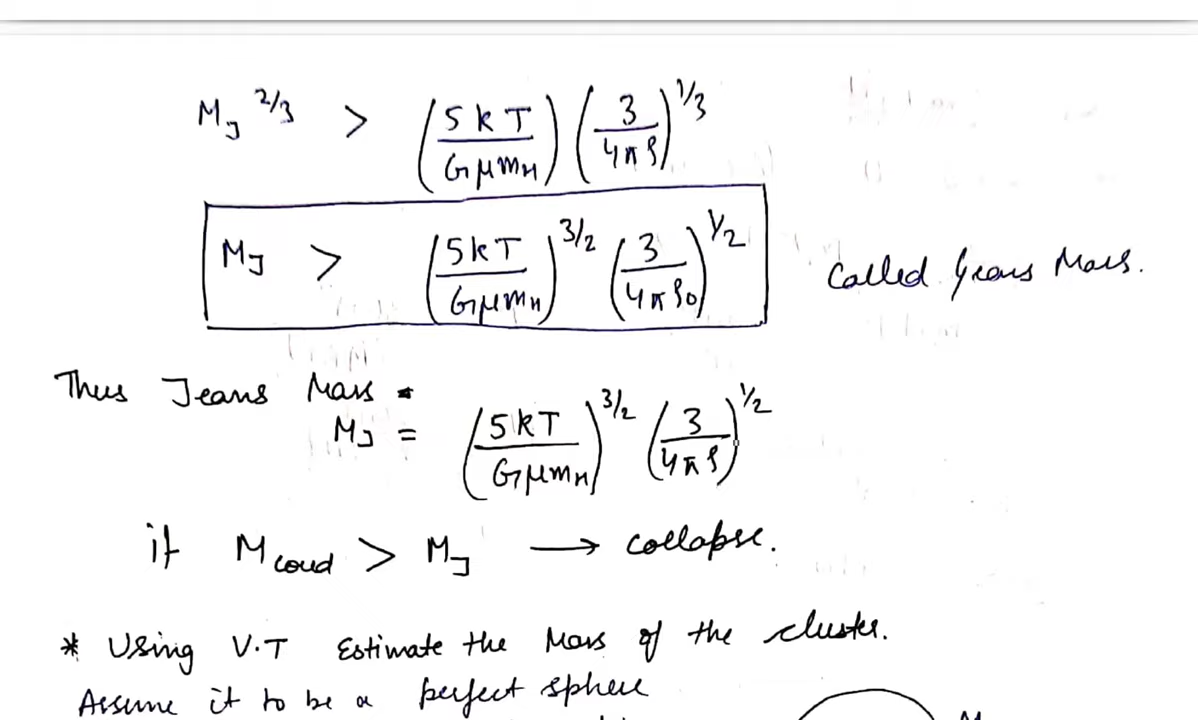 M_J^{2/3} > (5kT / Gμm_H) (3 / 4πρ)^{1/3}
M_J > (5kT / Gμm_H)^{3/2} (3 / 4πρ_0)^{1/2} Called Jeans Mass.
Thus Jeans Mass =
M_J = (5kT / Gμm_H)^{3/2} (3 / 4πρ)^{1/2}
if M_cloud > M_J → collapse.
* Using V.T Estimate the Mass of the cluster.
Assume it to be a perfect sphere
M